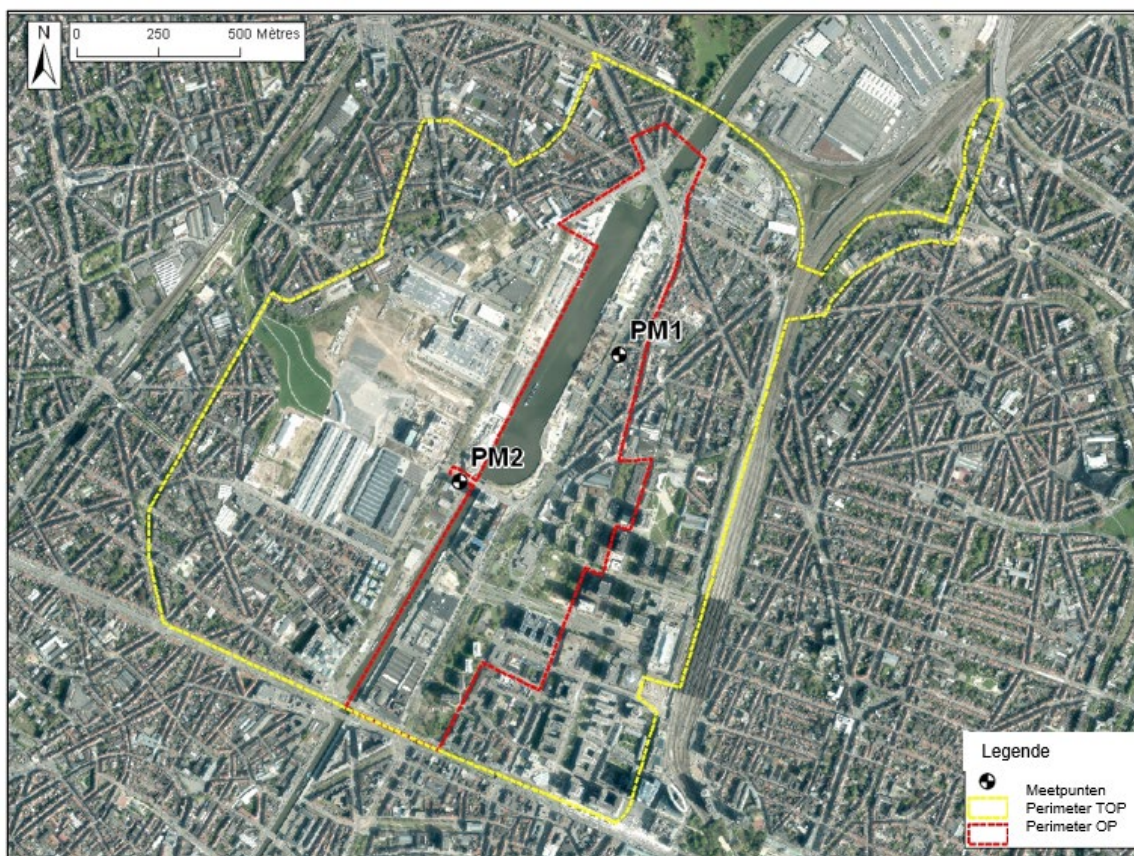 N
0 250 500 Mètres
PM1
PM2
Legende
Meetpunten
Perimeter TOP
Perimeter OP